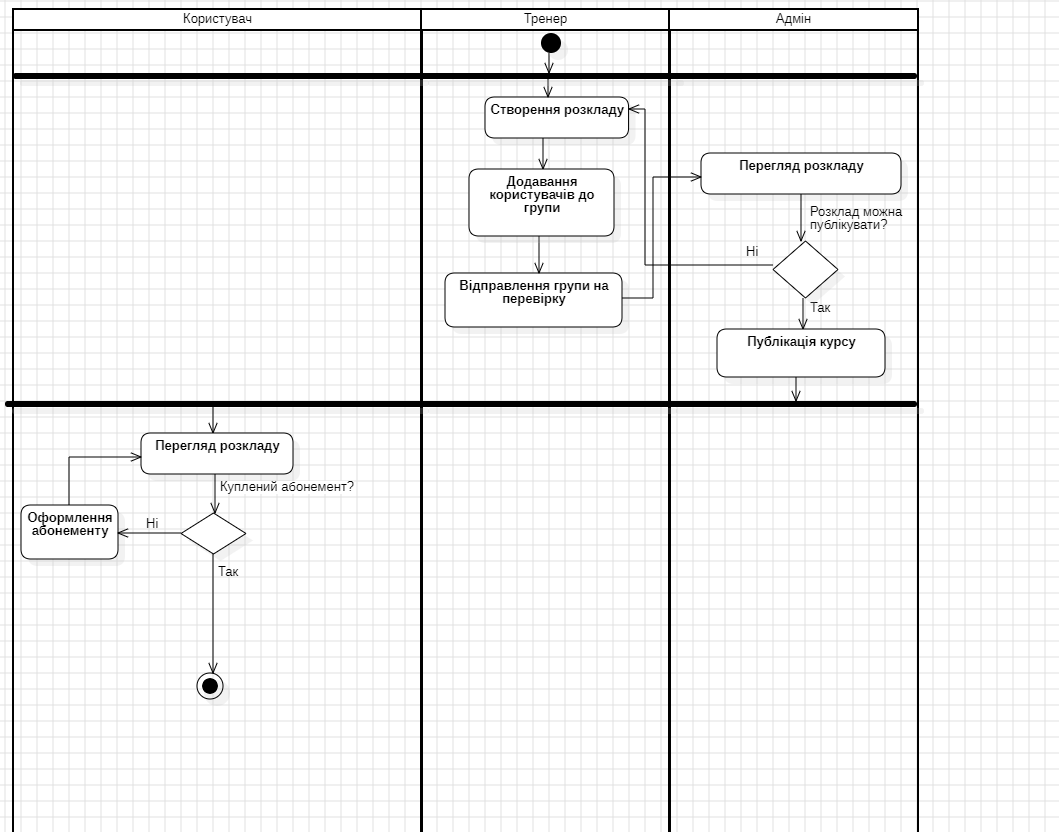 Користувач
Тренер
Адмін
Створення розкладу
Додавання
користувачів до
групи
Відправлення групи на
перевірку
Перегляд розкладу
Розклад можна
публікувати?
Ні
Так
Публікація курсу
Перегляд розкладу
Куплений абонемент?
Ні
Оформлення
абонементу
Так